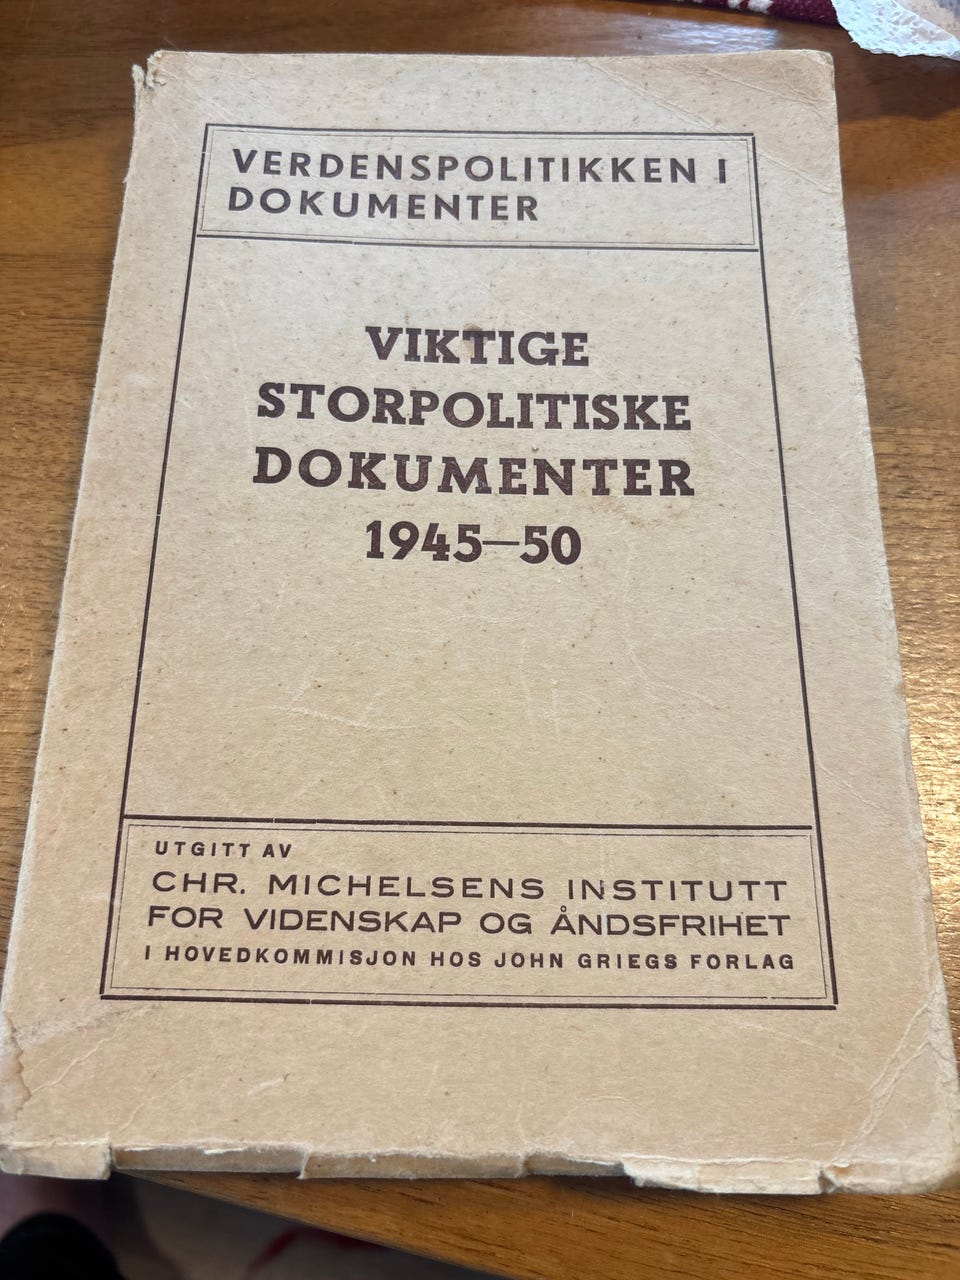 VERDENSPOLITIKKEN I
DOKUMENTER
VIKTIGE
STORPOLITISKE
DOKUMENTER
1945—50
UTGITT AV
CHR. MICHELSENS INSTITUTT
FOR VIDENSKAP OG ÅNDSFRIHET
I HOVEDKOMMISJON HOS JOHN GRIEGS FORLAG